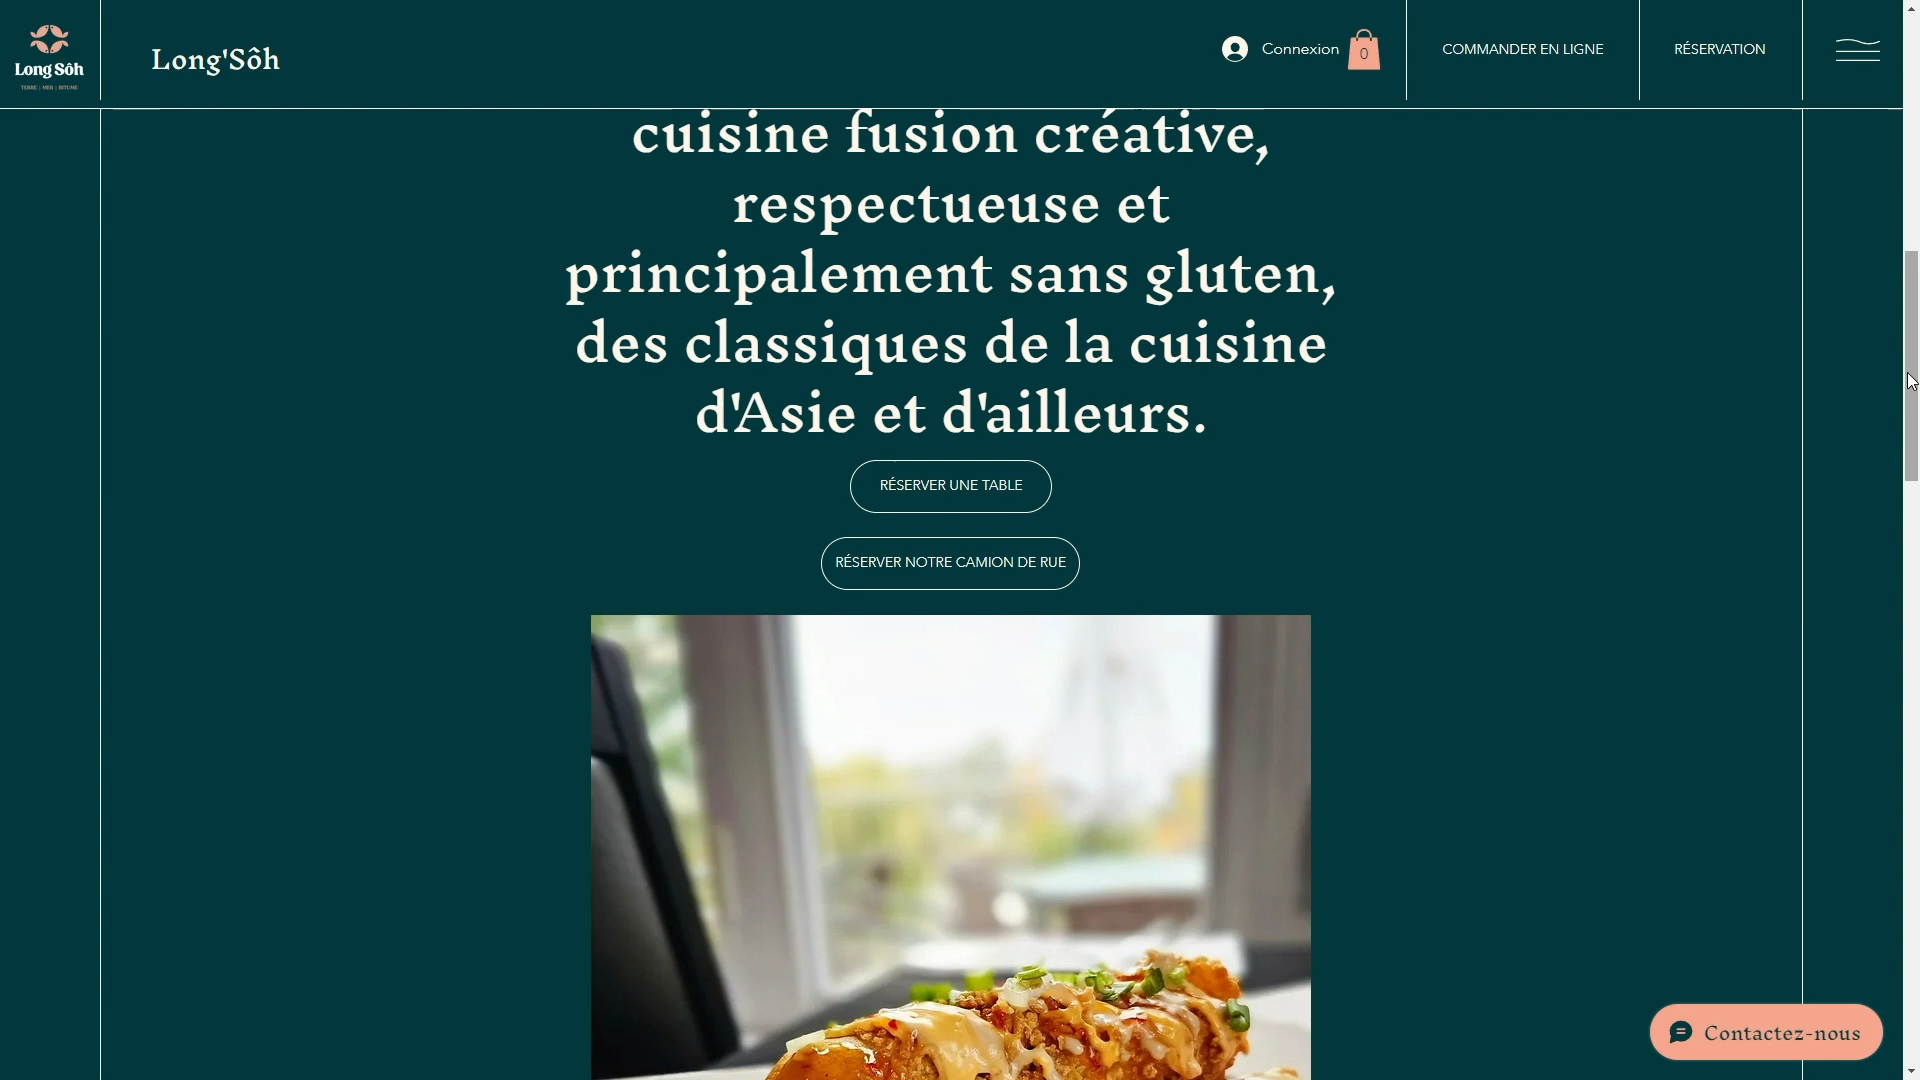 Long Sôh
TERRE | MER | BITUME
Long'Sôh
Connexion
0
COMMANDER EN LIGNE
RÉSERVATION
cuisine fusion créative,
respectueuse et
principalement sans gluten,
des classiques de la cuisine
d'Asie et d'ailleurs.
RÉSERVER UNE TABLE
RÉSERVER NOTRE CAMION DE RUE
Contactez-nous